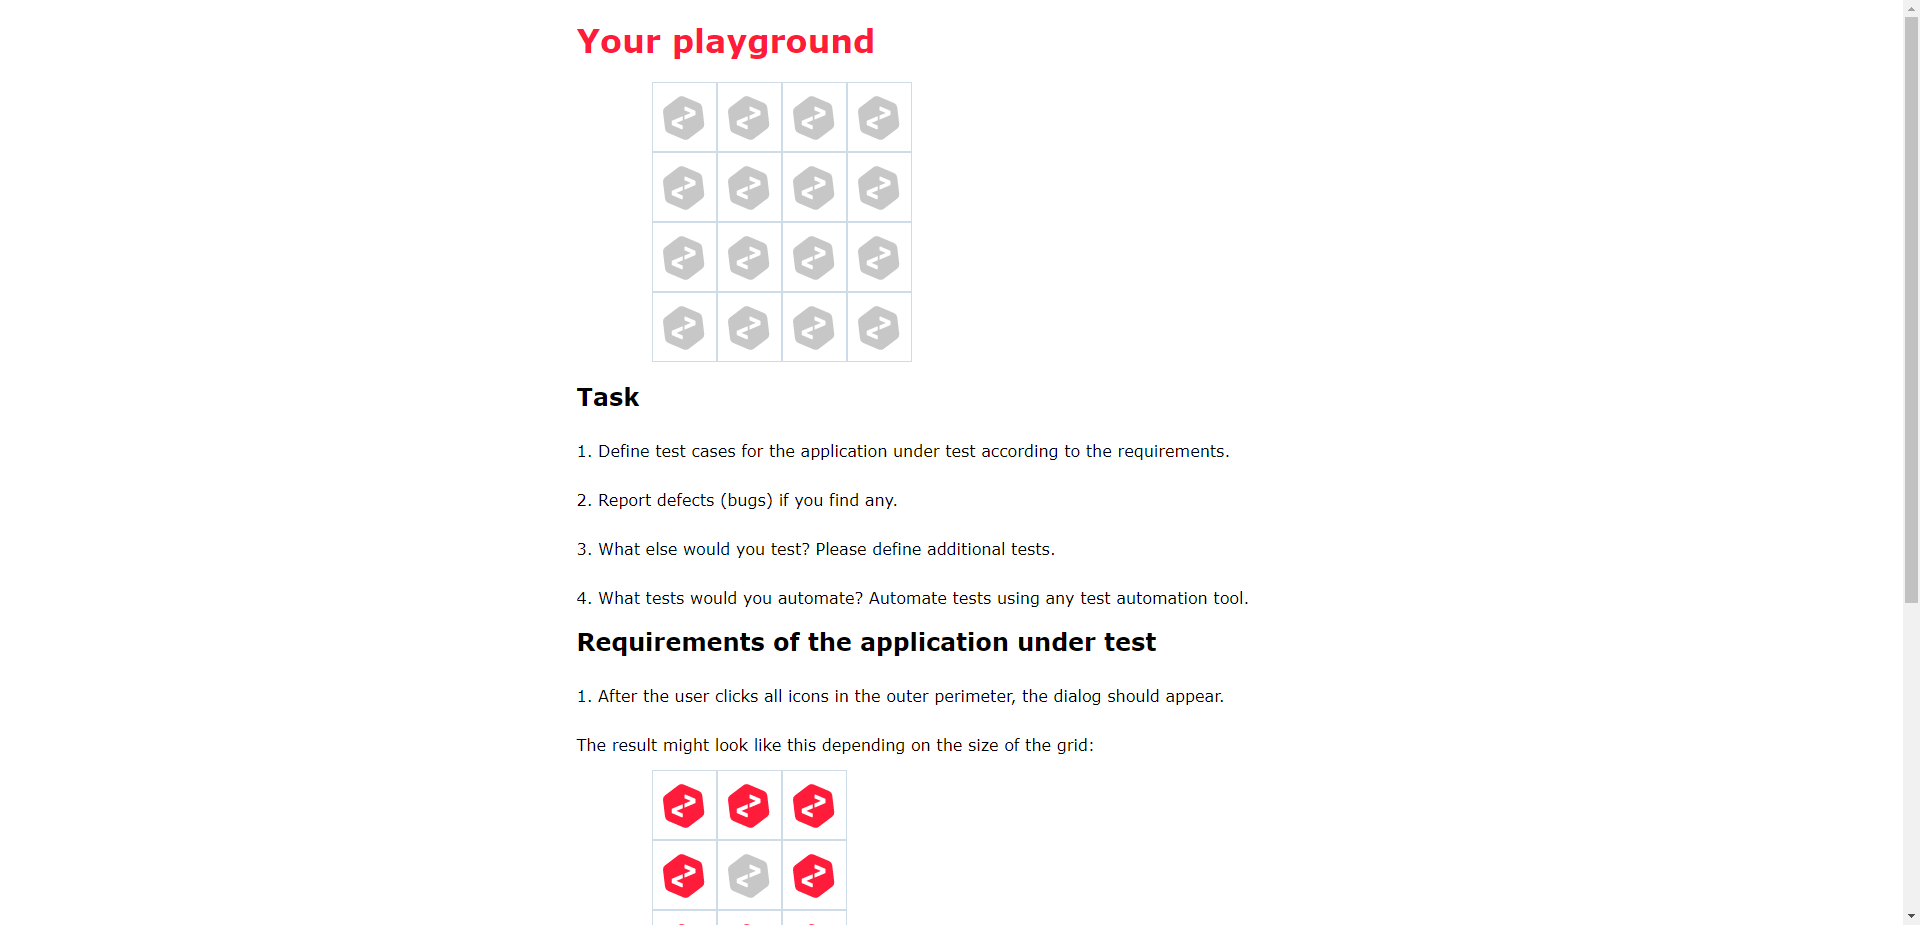 Your playground
Task
1. Define test cases for the application under test according to the requirements.
2. Report defects (bugs) if you find any.
3. What else would you test? Please define additional tests.
4. What tests would you automate? Automate tests using any test automation tool.
Requirements of the application under test
1. After the user clicks all icons in the outer perimeter, the dialog should appear.
The result might look like this depending on the size of the grid: